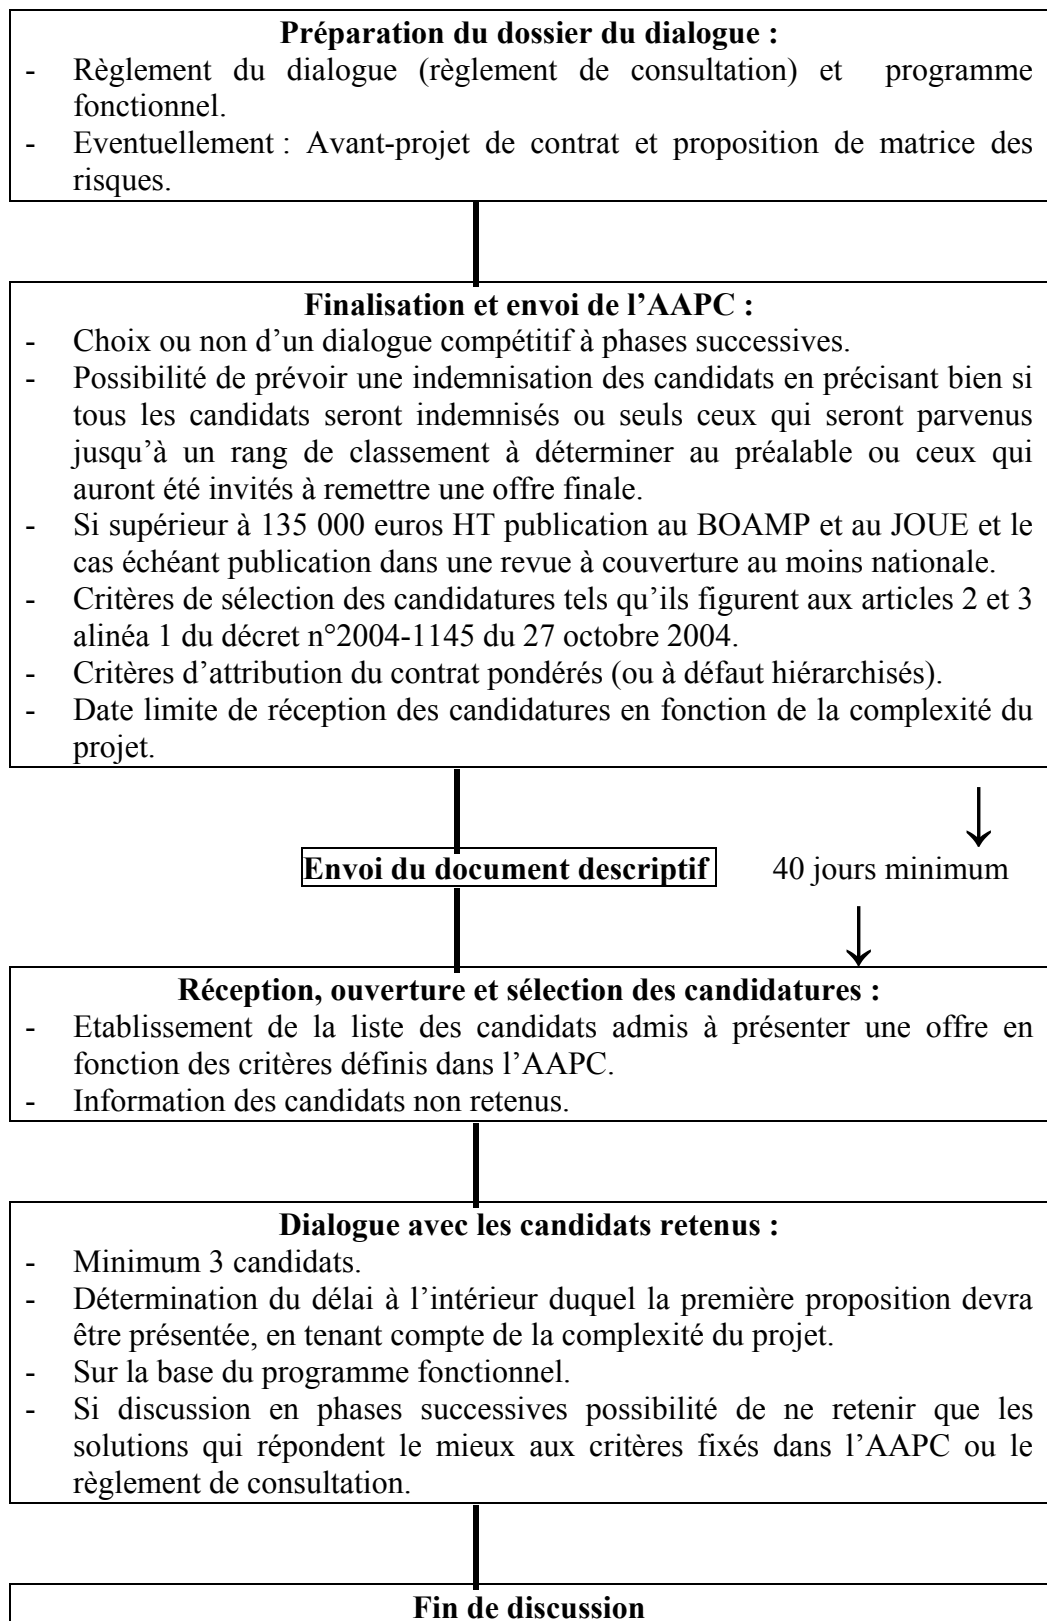 Préparation du dossier du dialogue :
- Règlement du dialogue (règlement de consultation) et programme
fonctionnel.
- Eventuellement : Avant-projet de contrat et proposition de matrice des
risques.
Finalisation et envoi de l’AAPC :
- Choix ou non d’un dialogue compétitif à phases successives.
- Possibilité de prévoir une indemnisation des candidats en précisant bien si
tous les candidats seront indemnisés ou seuls ceux qui seront parvenus
jusqu’à un rang de classement à déterminer au préalable ou ceux qui
auront été invités à remettre une offre finale.
- Si supérieur à 135 000 euros HT publication au BOAMP et au JOUE et le
cas échéant publication dans une revue à couverture au moins nationale.
- Critères de sélection des candidatures tels qu’ils figurent aux articles 2 et 3
alinéa 1 du décret n°2004-1145 du 27 octobre 2004.
- Critères d’attribution du contrat pondérés (ou à défaut hiérarchisés).
- Date limite de réception des candidatures en fonction de la complexité du
projet.
Envoi du document descriptif 40 jours minimum
Réception, ouverture et sélection des candidatures :
- Etablissement de la liste des candidats admis à présenter une offre en
fonction des critères définis dans l’AAPC.
- Information des candidats non retenus.
Dialogue avec les candidats retenus :
- Minimum 3 candidats.
- Détermination du délai à l’intérieur duquel la première proposition devra
être présentée, en tenant compte de la complexité du projet.
- Sur la base du programme fonctionnel.
- Si discussion en phases successives possibilité de ne retenir que les
solutions qui répondent le mieux aux critères fixés dans l’AAPC ou le
règlement de consultation.
Fin de discussion